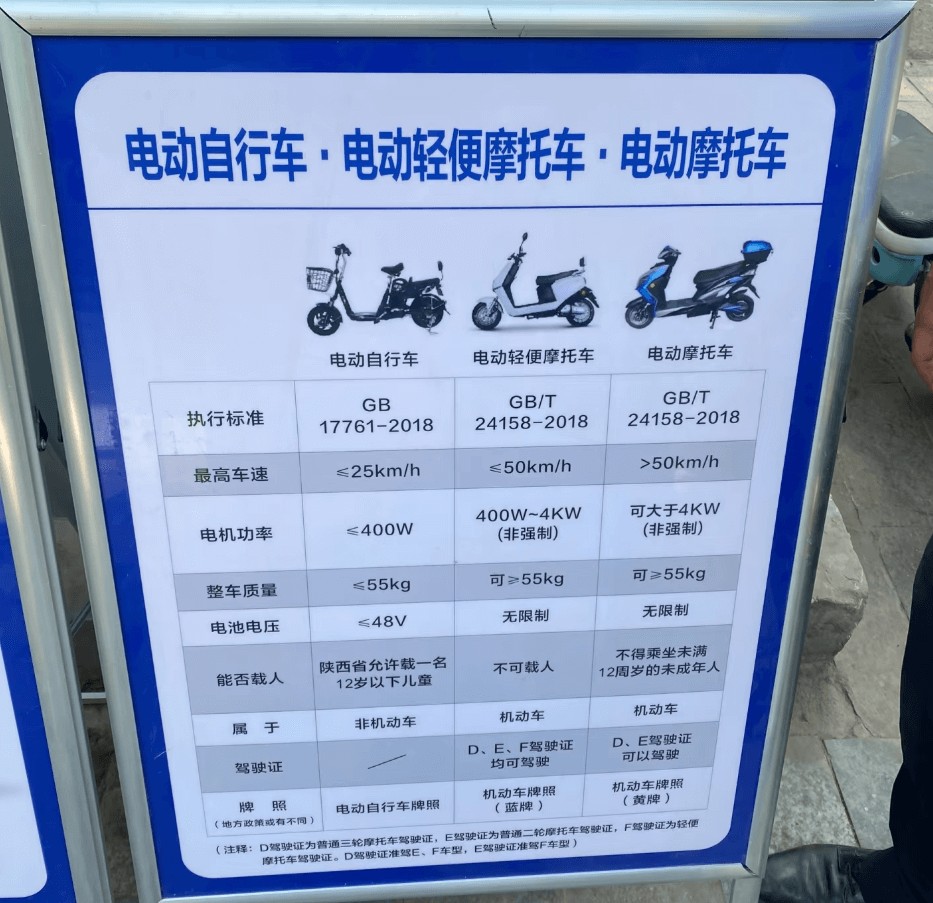 电动自行车·电动轻便摩托车·电动摩托车
电动自行车 电动轻便摩托车 电动摩托车
执行标准 GB 17761-2018 GB/T 24158-2018 GB/T 24158-2018
最高车速 ≤25km/h ≤50km/h >50km/h
电机功率 ≤400W 400W~4KW (非强制) 可大于4KW (非强制)
整车质量 ≤55kg 可≥55kg 可≥55kg
电池电压 ≤48V 无限制 无限制
能否载人 陕西省允许载一名12岁以下儿童 不可载人 不得乘坐未满12周岁的未成年人
属 于 非机动车 机动车 机动车
驾驶证 D、E、F驾驶证均可驾驶 D、E驾驶证可以驾驶
牌 照 (地方政策或有不同) 电动自行车牌照 机动车牌照 (蓝牌) 机动车牌照 (黄牌)
(注释：D驾驶证为普通三轮摩托车驾驶证，E驾驶证为普通二轮摩托车驾驶证，F驾驶证为轻便
摩托车驾驶证。D驾驶证准驾E、F车型，E驾驶证准驾F车型)